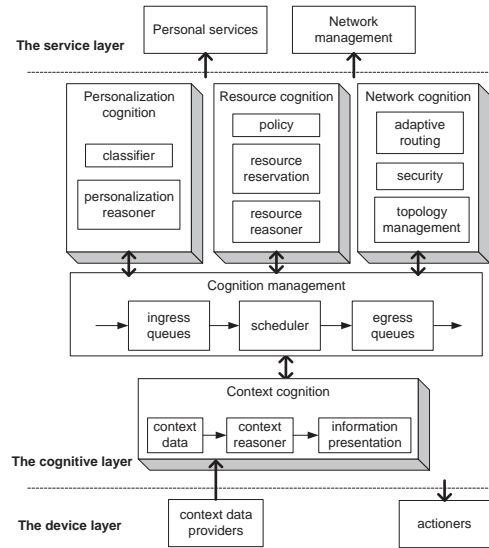 Personal services
Network
management
The service layer
Personalization
cognition
classifier
personalization
reasoner
Resource cognition
policy
resource
reservation
resource
reasoner
Network cognition
adaptive
routing
security
topology
management
Cognition management
ingress
queues
scheduler
egress
queues
Context cognition
context
data
context
reasoner
information
presentation
The cognitive layer
The device layer
context data
providers
actioners